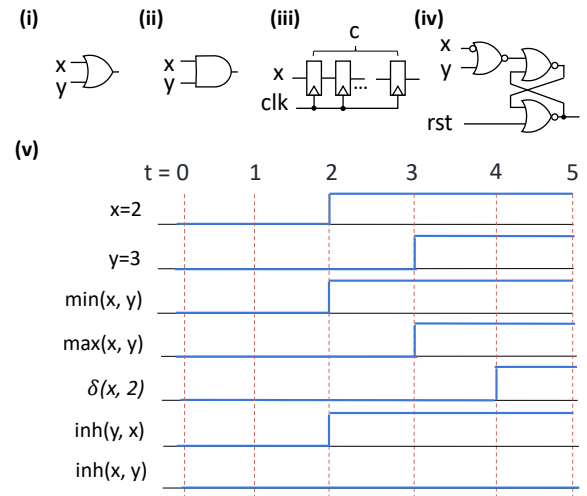 (i) (ii) (iii) (iv)
c
x
y
x
y
x
...
clk
x
y
rst
(v)
t = 0 1 2 3 4 5
x=2
y=3
min(x, y)
max(x, y)
δ(x, 2)
inh(y, x)
inh(x, y)